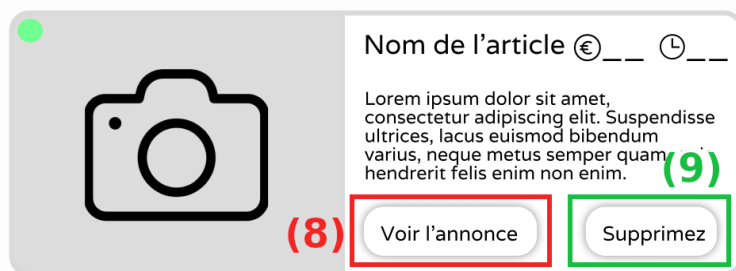 Nom de l'article €__ __
Lorem ipsum dolor sit amet,
consectetur adipiscing elit. Suspendisse
ultrices, lacus euismod bibendum
varius, neque metus semper quam,
hendrerit felis enim non enim.
(9)
(8)
Voir l'annonce
Supprimez